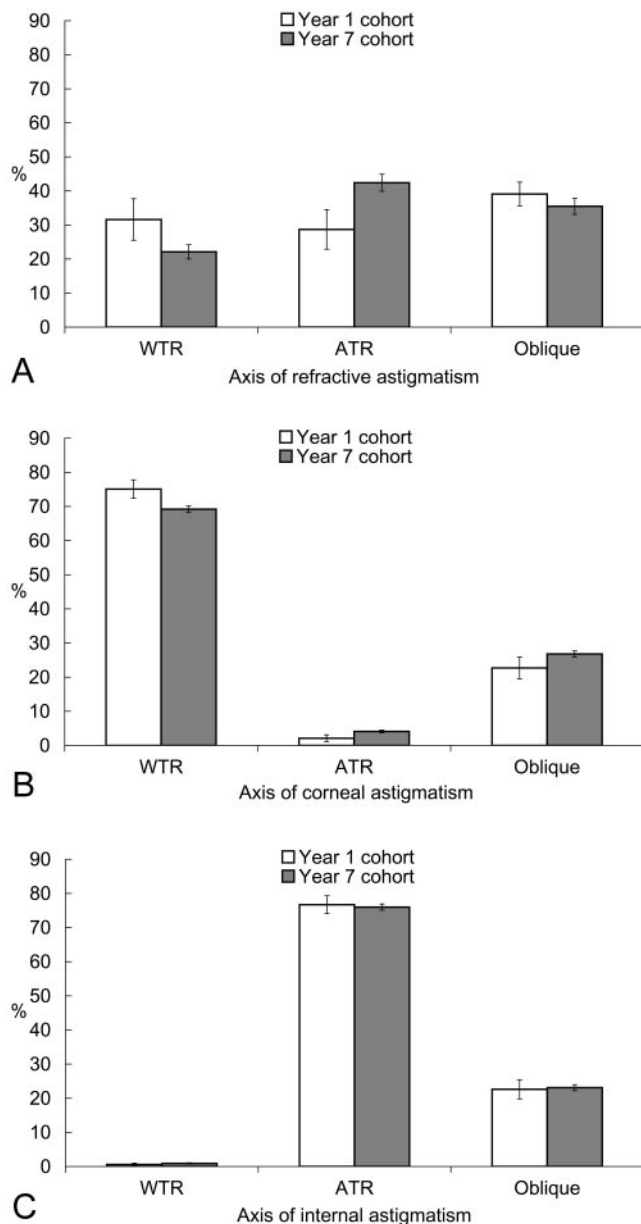 Year 1 cohort
Year 7 cohort
90
80
70
60
50
%
40
30
20
10
0
WTR ATR Oblique
A
Axis of refractive astigmatism
Year 1 cohort
Year 7 cohort
90
80
70
60
50
%
40
30
20
10
0
WTR ATR Oblique
B
Axis of corneal astigmatism
Year 1 cohort
Year 7 cohort
90
80
70
60
50
%
40
30
20
10
0
WTR ATR Oblique
C
Axis of internal astigmatism